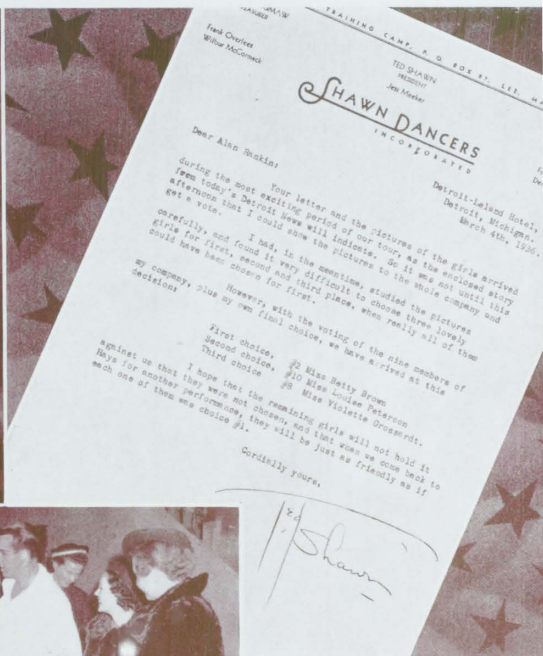 SHAW
TRAINING CAMP, P. O. BOX 87, LEE, MA
Frank Overlees
Wilbur McCormack
TED SHAWN
PRESIDENT
Jess Meeker
SHAWN DANCERS
INCORPORATED
Detroit-Leland Hotel,
Detroit, Michigan.
March 4th, 1936.
Dear Alan Rankin:
Your letter and the pictures of the girls arrived
during the most exciting period of our tour, as the enclosed story
from today's Detroit News will indicate. So it was not until this
afternoon that I could show the pictures to the whole company and
get a vote.
I had, in the meantime, studied the pictures
carefully, and found it very difficult to choose three lovely
girls for first, second and third place, when really all of them
could have been chosen for first.
However, with the voting of the nine members of
my company, plus my own final choice, we have arrived at this
decision:
First choice, #2 Miss Betty Brown
Second choice, #10 Miss Louise Peterson
Third choice #8 Miss Violette Grosserdt.
I hope that the remaining girls will not hold it
against us that they were not chosen, and that when we come back to
Hays for another performance, they will be just as friendly as if
each one of them was choice #1.
Cordially yours,
Ted Shawn